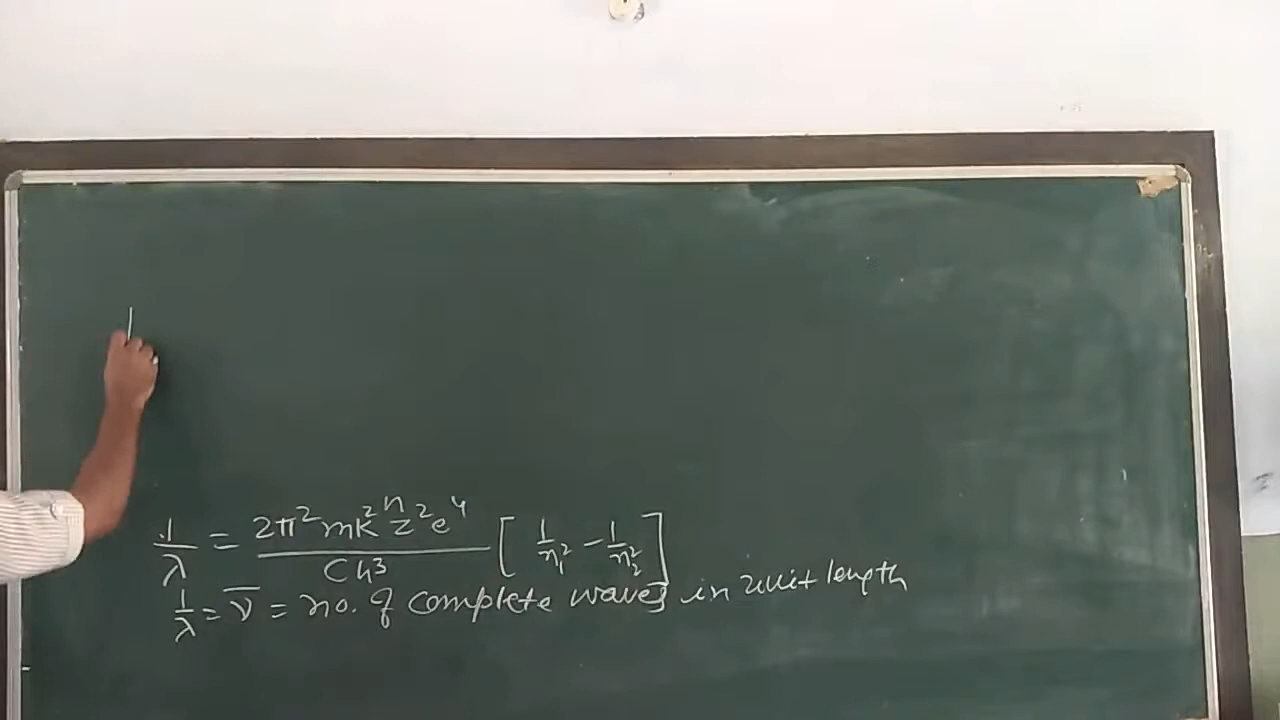 1/λ = 2π²mk²z²e⁴/Ch³ [1/n₁² − 1/n₂²]
1/λ = ν̅ = no. of complete waves in unit length